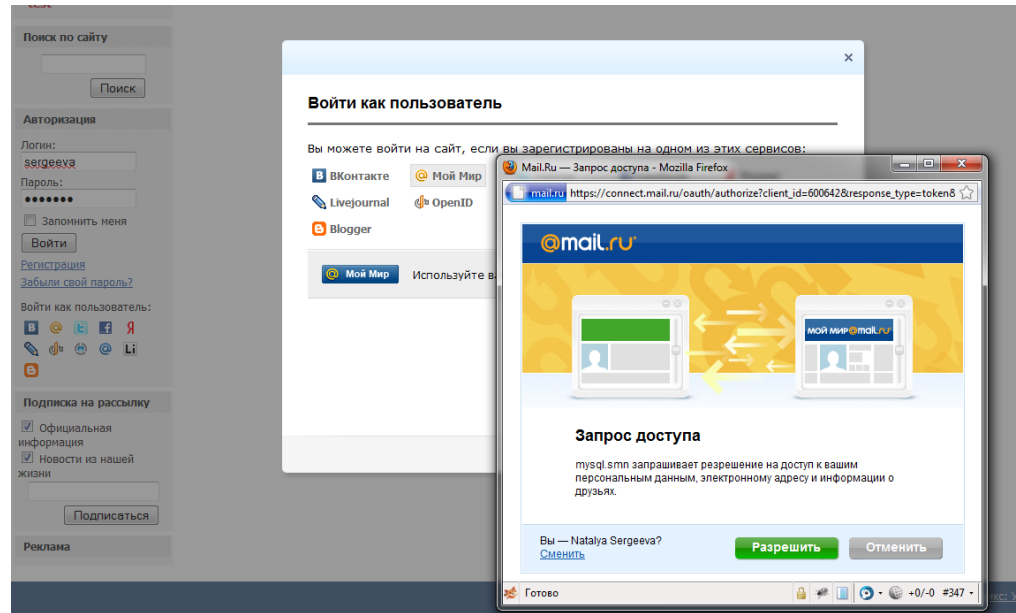 test
Поиск по сайту
Поиск
Авторизация
Логин:
sergeeva
Пароль:
•••••••
Запомнить меня
Войти
Регистрация
Забыли свой пароль?
Войти как пользователь:
Подписка на рассылку
Официальная
информация
Новости из нашей
жизни
Подписаться
Реклама
Войти как пользователь
Вы можете войти на сайт, если вы зарегистрированы на одном из этих сервисов:
ВКонтакте
Мой Мир
Livejournal
OpenID
Blogger
Мой Мир
Используйте в
Mail.Ru — Запрос доступа - Mozilla Firefox
mail.ru https://connect.mail.ru/oauth/authorize?client_id=600642&response_type=token&
@mail.ru
мой мир@mail.ru
Запрос доступа
mysql.smn запрашивает резрешение на доступ к вашим
персональным данным, электронному адресу и информации о
друзьях.
Вы — Natalya Sergeeva?
Сменить
Разрешить
Отменить
Готово
+0/-0 #347